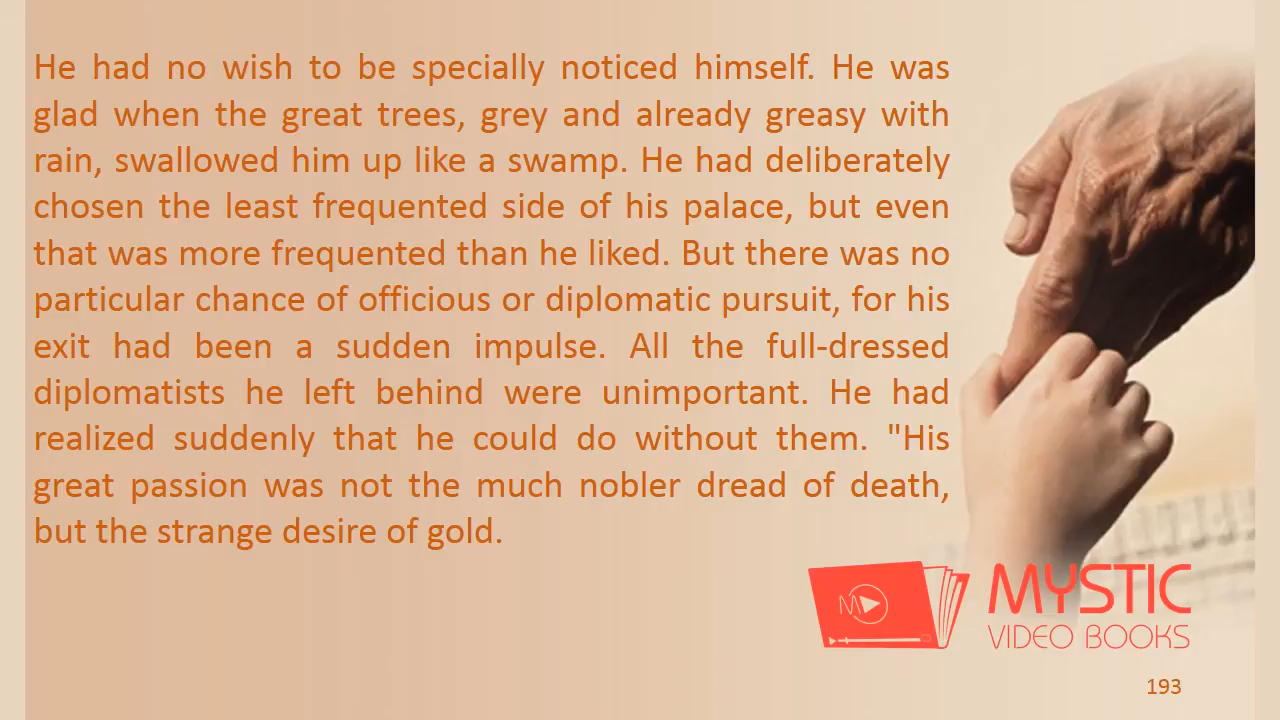 He had no wish to be specially noticed himself. He was
glad when the great trees, grey and already greasy with
rain, swallowed him up like a swamp. He had deliberately
chosen the least frequented side of his palace, but even
that was more frequented than he liked. But there was no
particular chance of officious or diplomatic pursuit, for his
exit had been a sudden impulse. All the full-dressed
diplomatists he left behind were unimportant. He had
realized suddenly that he could do without them. "His
great passion was not the much nobler dread of death,
but the strange desire of gold.
M
MYSTIC
VIDEO BOOKS
193